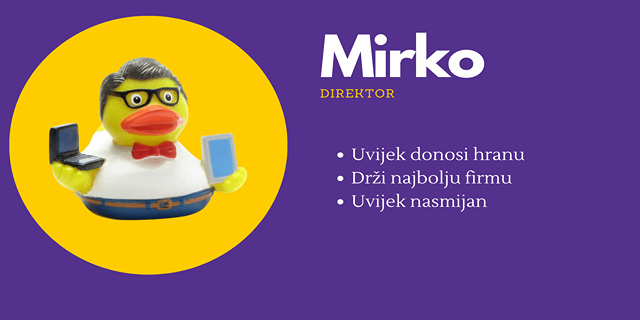 Mirko
DIREKTOR
• Uvijek donosi hranu
• Drži najbolju firmu
• Uvijek nasmijan